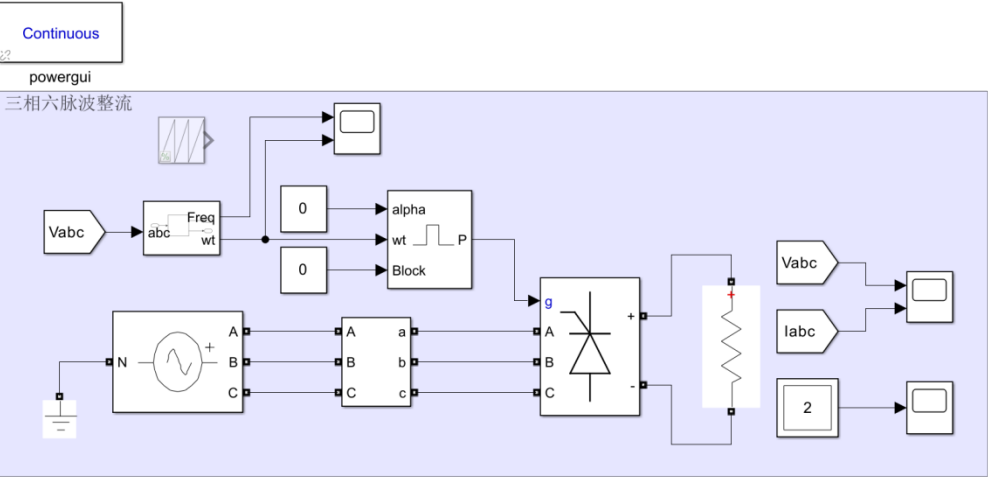 Continuous
powergui
三相六脉波整流
Freq
Vabc
abc
wt
0
alpha
wt
P
0
Block
g
A
a
A
+
N
+
B
B
b
B
C
C
c
C
-
+
Vabc
Iabc
2